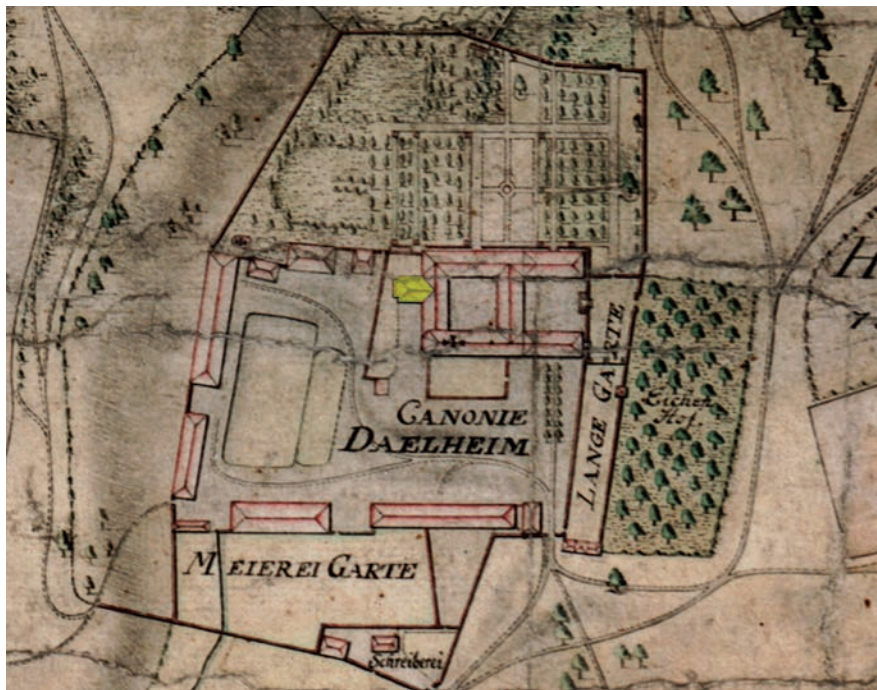 H
LANGE GARTE
Eichen
Hof.
CANONIE
DAELHEIM
MEIEREI GARTE
Schreiberei